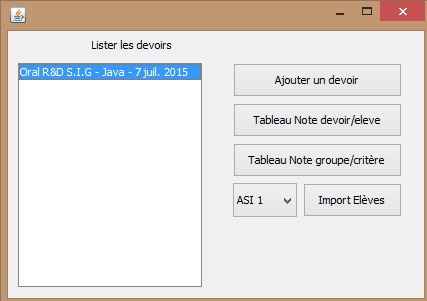 Lister les devoirs
Oral R&D S.I.G - Java - 7 juil. 2015
Ajouter un devoir
Tableau Note devoir/eleve
Tableau Note groupe/critère
ASI 1
Import Elèves